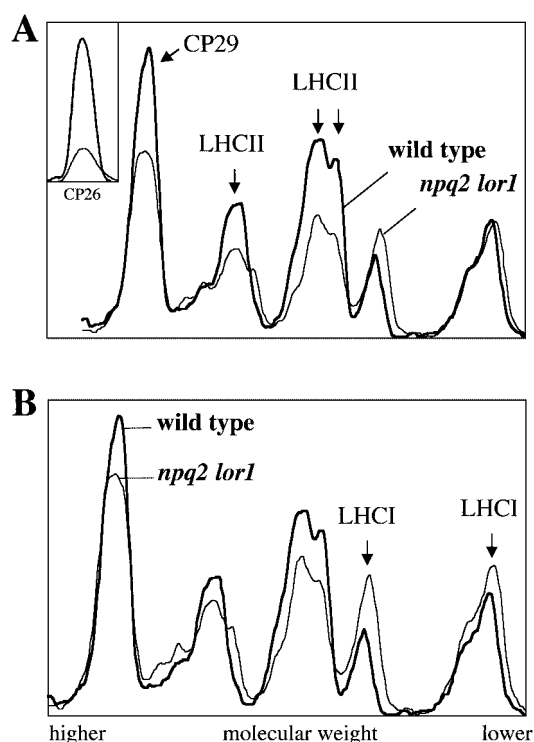 A
CP29
LHCII
LHCII
wild type
npq2 lor1
CP26
B
wild type
npq2 lor1
LHCI
LHCI
higher molecular weight lower